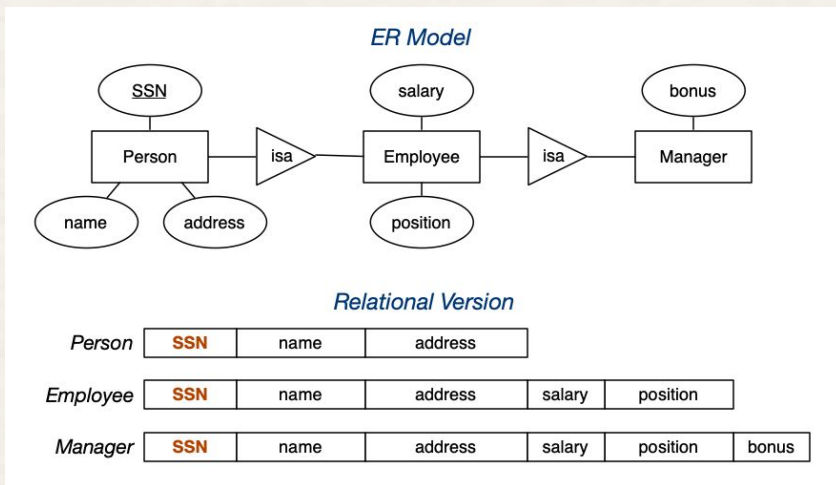 ER Model
SSN salary bonus
Person isa Employee isa Manager
name address position
Relational Version
Person SSN name address
Employee SSN name address salary position
Manager SSN name address salary position bonus